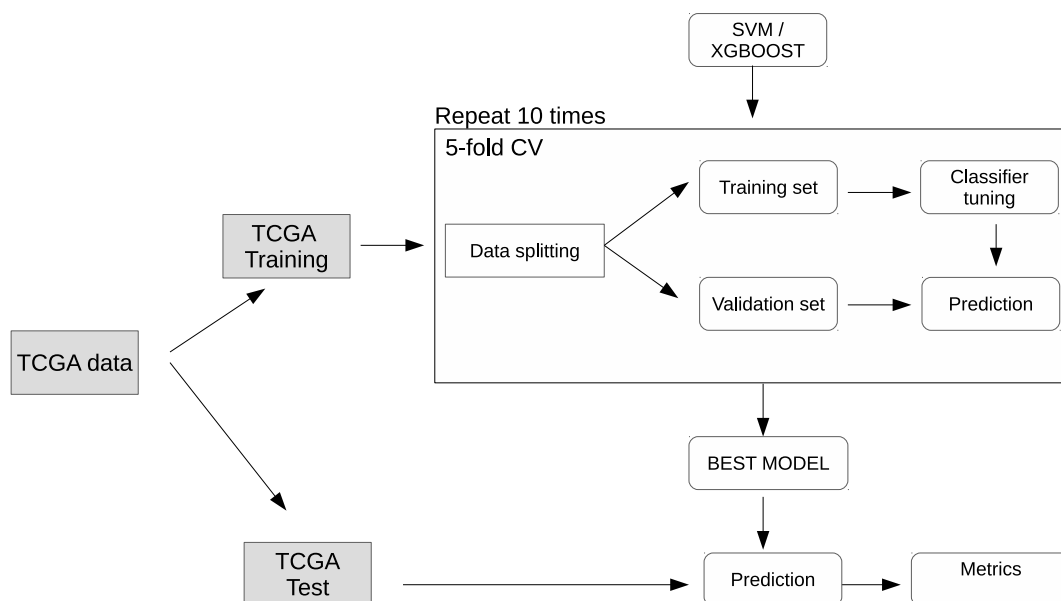 SVM /
XGBOOST
Repeat 10 times
5-fold CV
Training set
Classifier
tuning
TCGA
Training
Data splitting
Validation set
Prediction
TCGA data
BEST MODEL
TCGA
Test
Prediction
Metrics